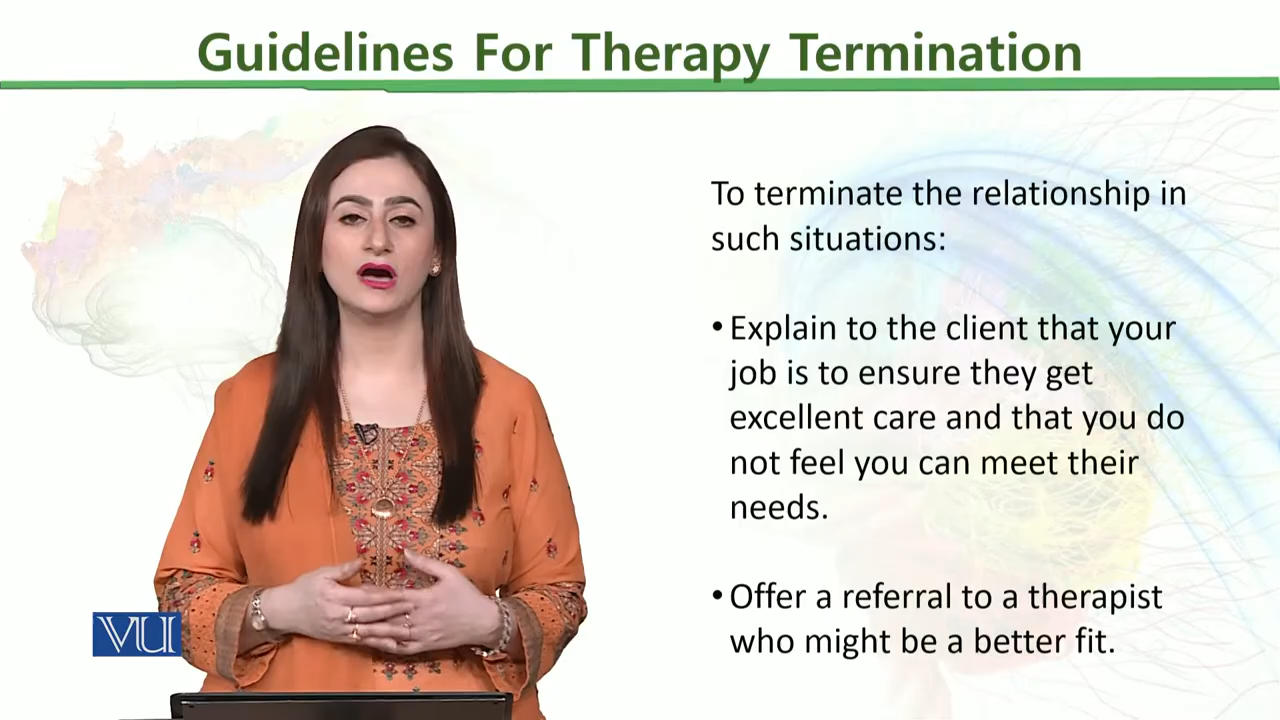 Guidelines For Therapy Termination
To terminate the relationship in
such situations:
• Explain to the client that your
job is to ensure they get
excellent care and that you do
not feel you can meet their
needs.
• Offer a referral to a therapist
who might be a better fit.
VU